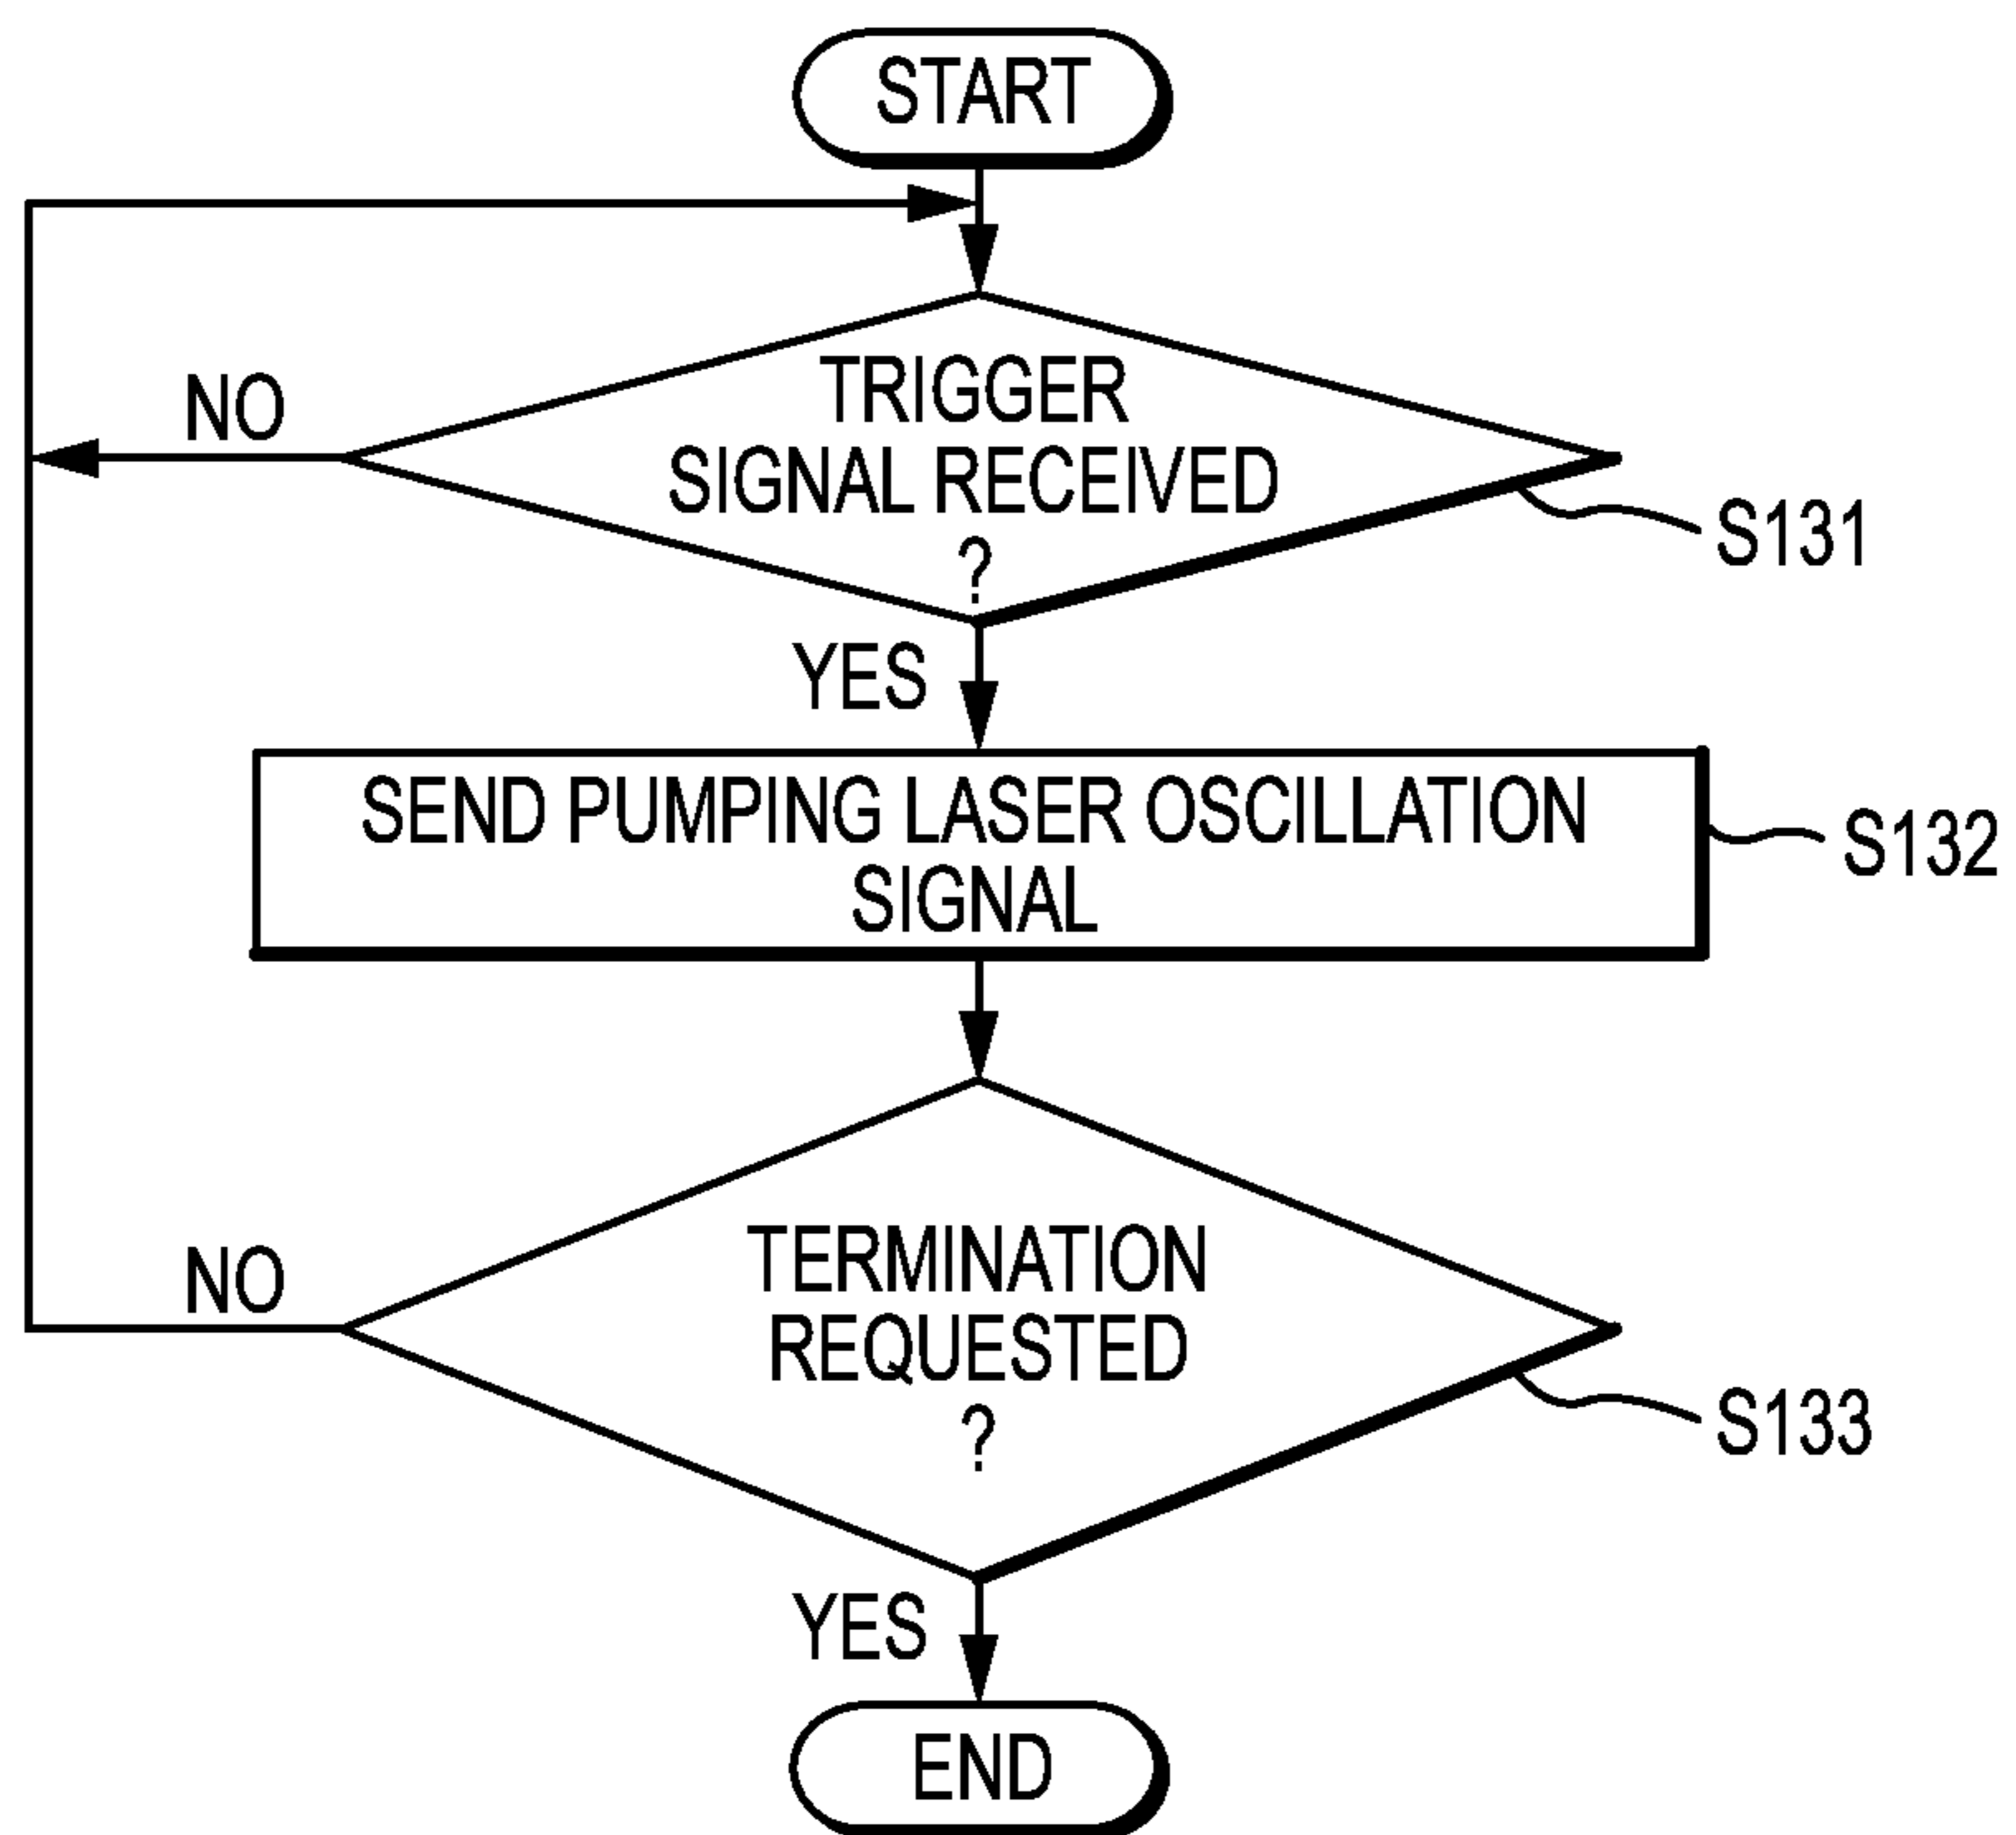 START
NO
TRIGGER
SIGNAL RECEIVED
?
S131
YES
SEND PUMPING LASER OSCILLATION
SIGNAL
S132
NO
TERMINATION
REQUESTED
?
S133
YES
END